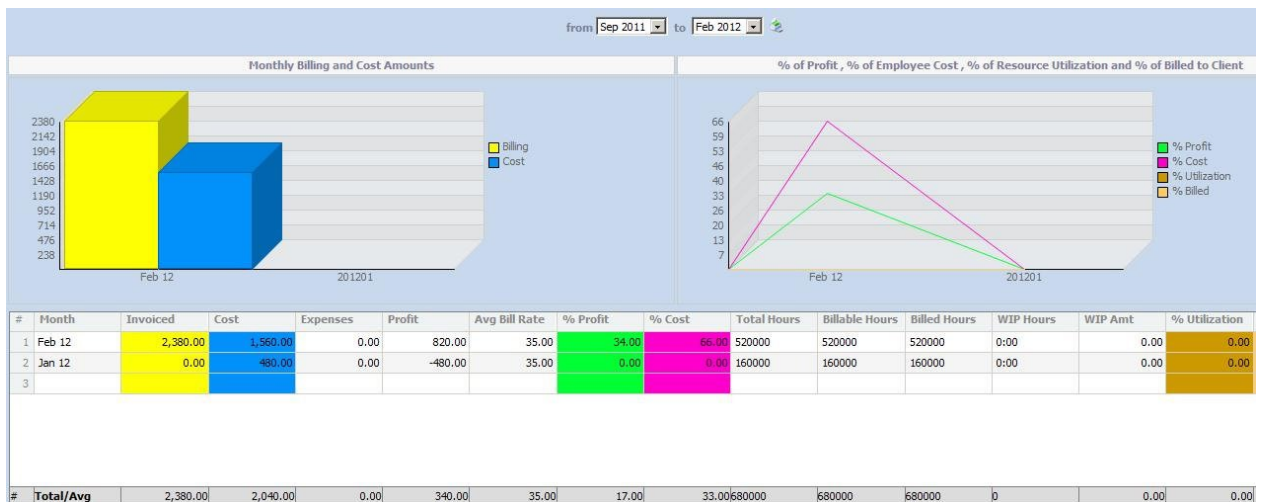 from Sep 2011 to Feb 2012
Monthly Billing and Cost Amounts
2380
2142
1904
1666
1428
1190
952
714
476
238
Feb 12 201201
Billing
Cost
% of Profit , % of Employee Cost , % of Resource Utilization and % of Billed to Client
66
59
53
46
40
33
26
20
13
7
Feb 12 201201
% Profit
% Cost
% Utilization
% Billed
# Month Invoiced Cost Expenses Profit Avg Bill Rate % Profit % Cost Total Hours Billable Hours Billed Hours WIP Hours WIP Amt % Utilization
1 Feb 12 2,380.00 1,560.00 0.00 820.00 35.00 34.00 66.00 520000 520000 520000 0:00 0.00 0.00
2 Jan 12 0.00 480.00 0.00 -480.00 35.00 0.00 0.00 160000 160000 160000 0:00 0.00 0.00
3
# Total/Avg 2,380.00 2,040.00 0.00 340.00 35.00 17.00 33.00 680000 680000 680000 0 0.00 0.00